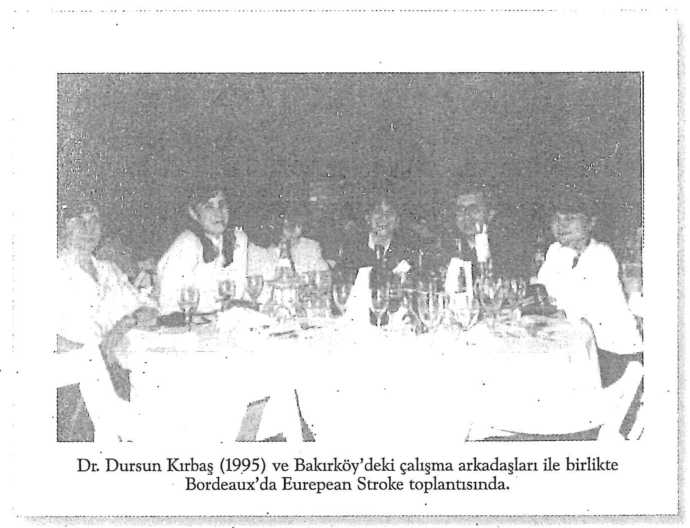 Dr. Dursun Kırbaş (1995) ve Bakırköy'deki çalışma arkadaşları ile birlikte
Bordeaux'da Eurepean Stroke toplantısında.